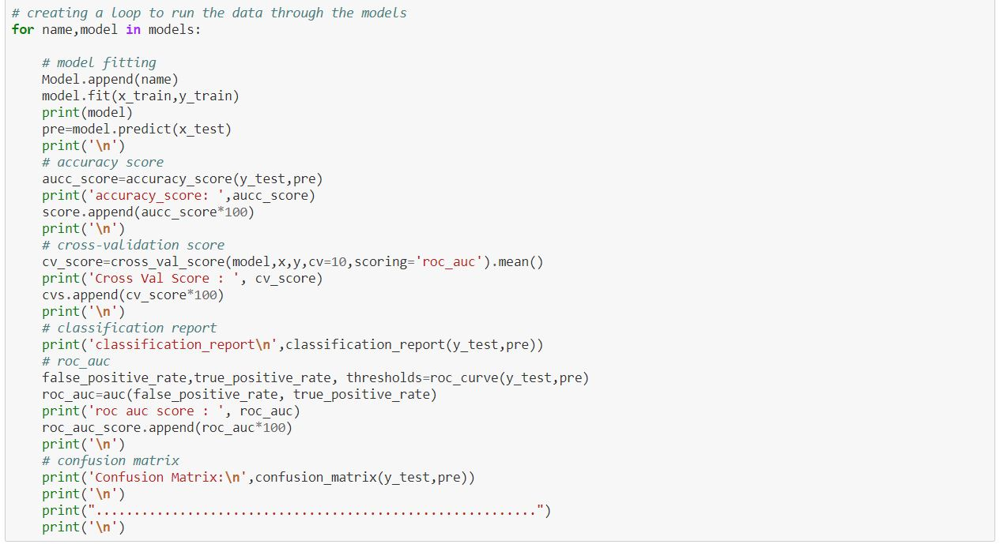 # creating a loop to run the data through the models
for name,model in models:
# model fitting
Model.append(name)
model.fit(x_train,y_train)
print(model)
pre=model.predict(x_test)
print('\n')
# accuracy score
aucc_score=accuracy_score(y_test,pre)
print('accuracy_score: ',aucc_score)
score.append(aucc_score*100)
print('\n')
# cross-validation score
cv_score=cross_val_score(model,x,y,cv=10,scoring='roc_auc').mean()
print('Cross Val Score : ', cv_score)
cvs.append(cv_score*100)
print('\n')
# classification report
print('classification_report\n',classification_report(y_test,pre))
# roc_auc
false_positive_rate,true_positive_rate, thresholds=roc_curve(y_test,pre)
roc_auc=auc(false_positive_rate, true_positive_rate)
print('roc auc score : ', roc_auc)
roc_auc_score.append(roc_auc*100)
print('\n')
# confusion matrix
print('Confusion Matrix:\n',confusion_matrix(y_test,pre))
print('\n')
print("..........................................................")
print('\n')